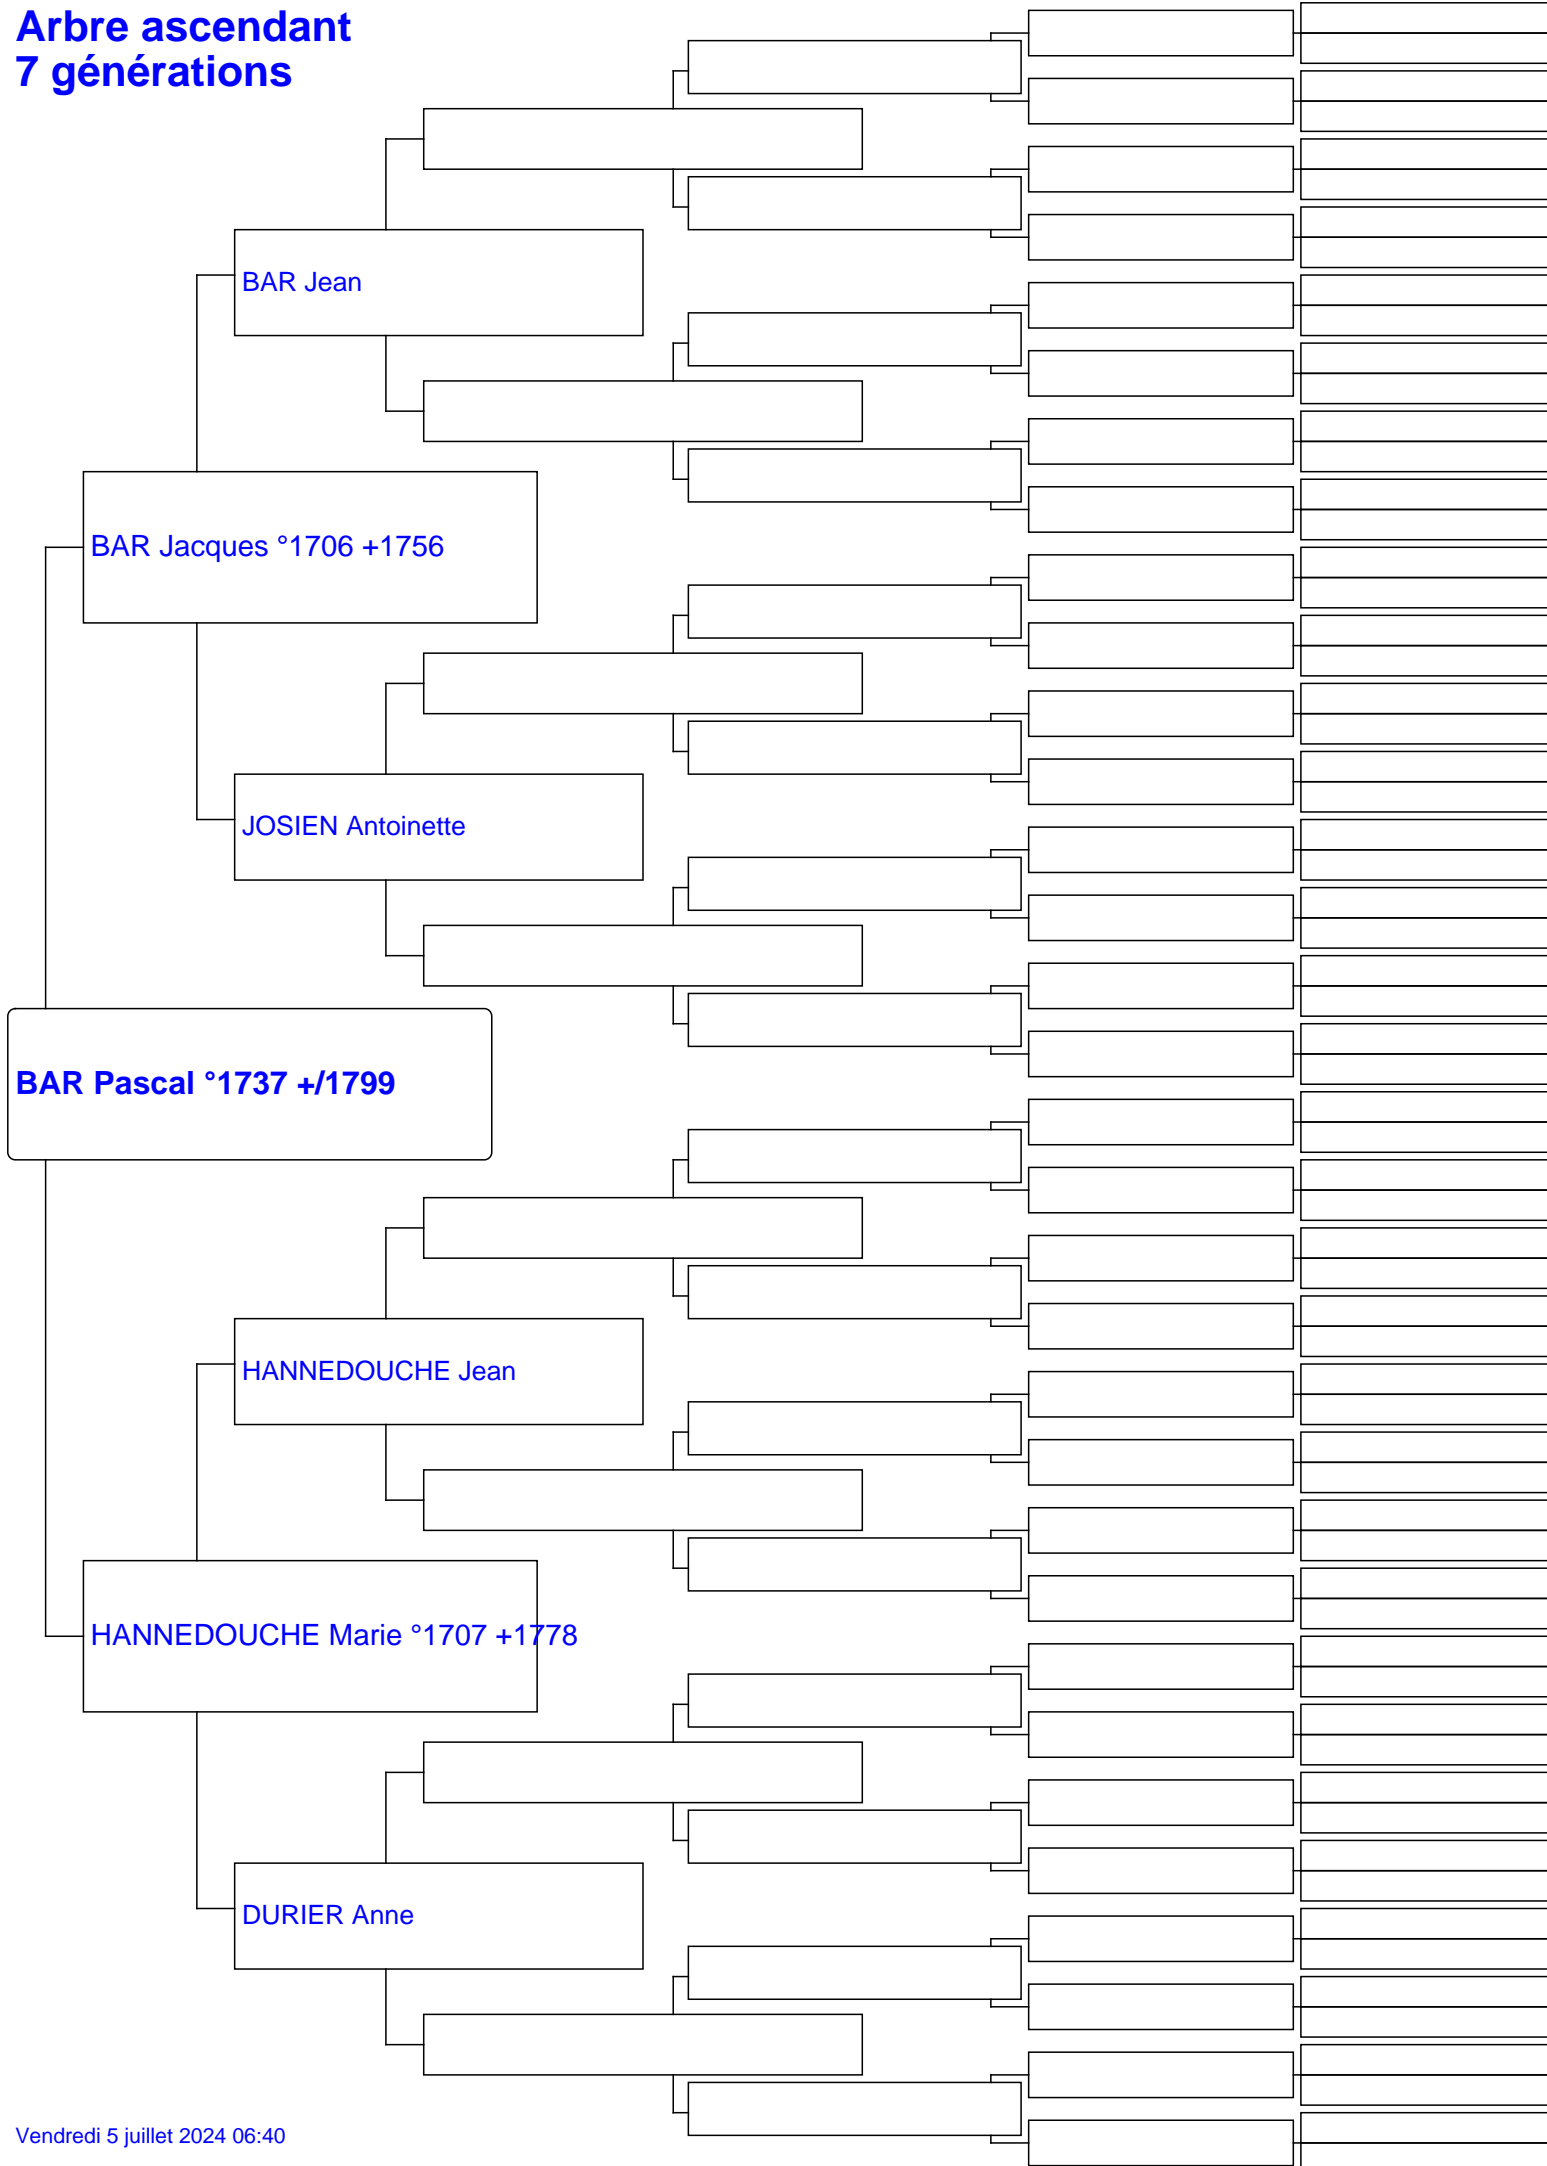 Arbre ascendant
7 générations
BAR Jean
BAR Jacques °1706 +1756
JOSIEN Antoinette
BAR Pascal °1737 +/1799
HANNEDOUCHE Jean
HANNEDOUCHE Marie °1707 +1778
DURIER Anne
Vendredi 5 juillet 2024 06:40